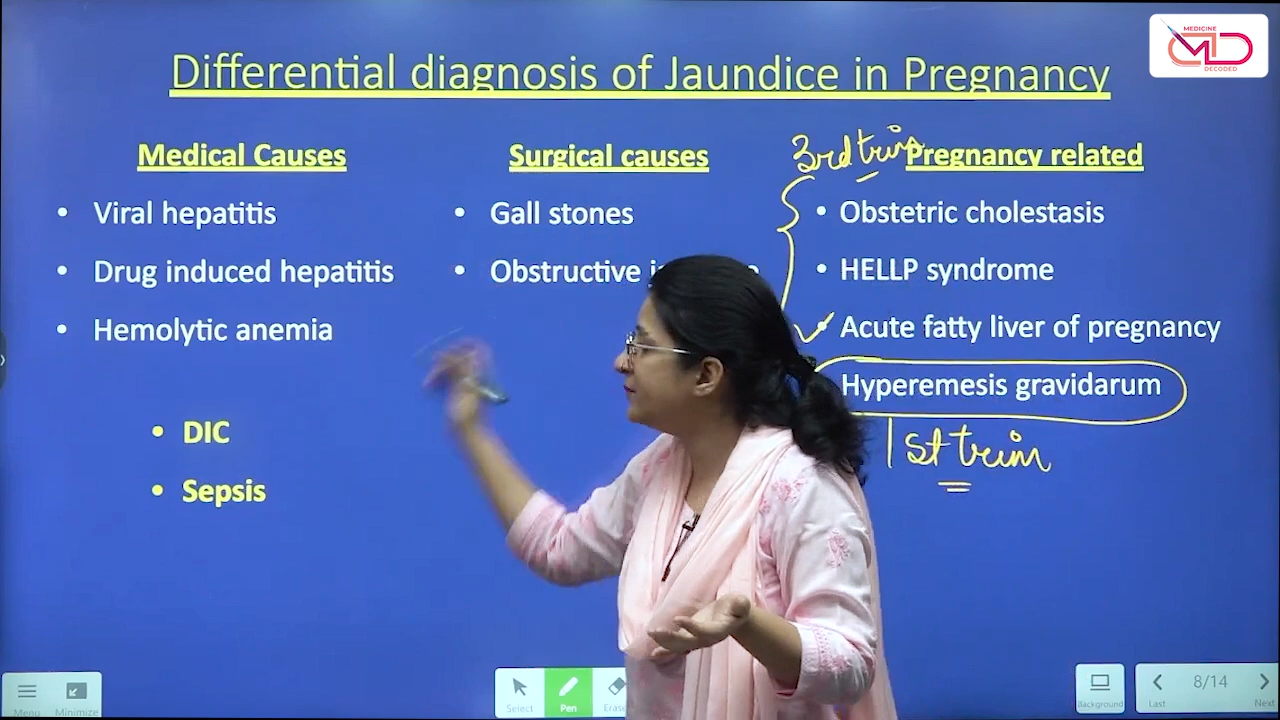 MEDICINE
MD
DECODED
Differential diagnosis of Jaundice in Pregnancy
Medical Causes
• Viral hepatitis
• Drug induced hepatitis
• Hemolytic anemia
• DIC
• Sepsis
Surgical causes
• Gall stones
• Obstructive
3rd trim
Pregnancy related
• Obstetric cholestasis
• HELLP syndrome
Acute fatty liver of pregnancy
Hyperemesis gravidarum
1st trim
Menu
Minimize
Select
Pen
Erase
Background
8/14
Last
Next